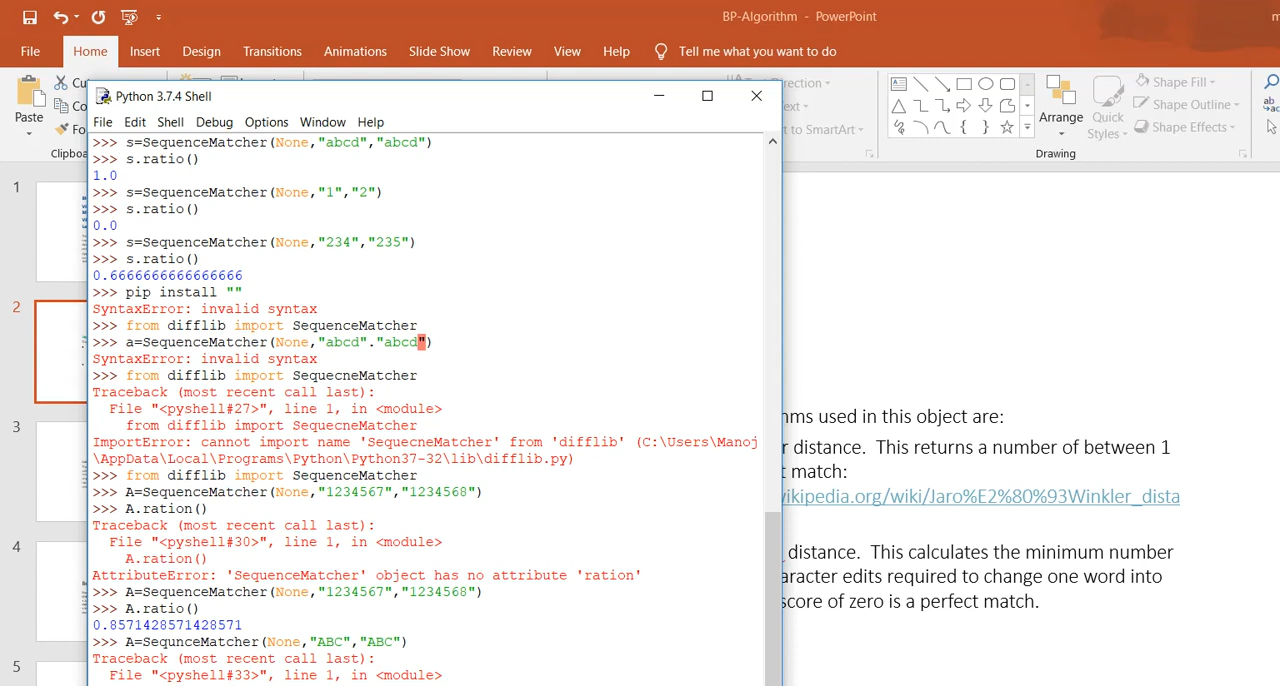 BP-Algorithm - PowerPoint
File Home Insert Design Transitions Animations Slide Show Review View Help Tell me what you want to do
Paste
Clipboa
Arrange
Quick
Styles
Shape Fill
Shape Outline
Shape Effects
Drawing
Python 3.7.4 Shell
File Edit Shell Debug Options Window Help
>>> s=SequenceMatcher(None,"abcd","abcd")
>>> s.ratio()
1.0
>>> s=SequenceMatcher(None,"1","2")
>>> s.ratio()
0.0
>>> s=SequenceMatcher(None,"234","235")
>>> s.ratio()
0.6666666666666666
>>> pip install ""
SyntaxError: invalid syntax
>>> from difflib import SequenceMatcher
>>> a=SequenceMatcher(None,"abcd"."abcd")
SyntaxError: invalid syntax
>>> from difflib import SequecneMatcher
Traceback (most recent call last):
File "<pyshell#27>", line 1, in <module>
from difflib import SequecneMatcher
ImportError: cannot import name 'SequecneMatcher' from 'difflib' (C:\Users\Manoj
\AppData\Local\Programs\Python\Python37-32\lib\difflib.py)
>>> from difflib import SequenceMatcher
>>> A=SequenceMatcher(None,"1234567","1234568")
>>> A.ration()
Traceback (most recent call last):
File "<pyshell#30>", line 1, in <module>
A.ration()
AttributeError: 'SequenceMatcher' object has no attribute 'ration'
>>> A=SequenceMatcher(None,"1234567","1234568")
>>> A.ratio()
0.8571428571428571
>>> A=SequnceMatcher(None,"ABC","ABC")
Traceback (most recent call last):
File "<pyshell#33>", line 1, in <module>
1
2
3
4
5
used in this object are:
distance. This returns a number of between 1
match:
vikipedia.org/wiki/Jaro%E2%80%93Winkler_dista
distance. This calculates the minimum number
aracter edits required to change one word into
score of zero is a perfect match.